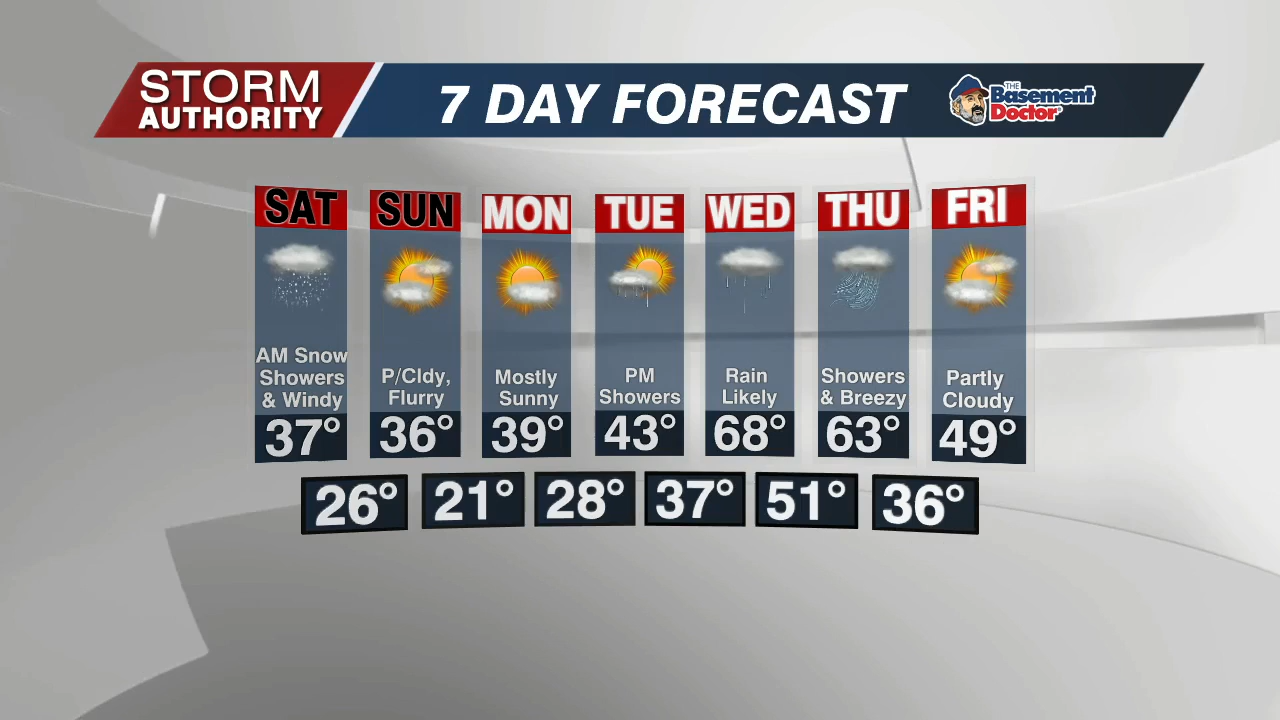 STORM
AUTHORITY
7 DAY FORECAST
THE
Basement
Doctor
SAT
SUN
MON
TUE
WED
THU
FRI
AM Snow
Showers
& Windy
P/Cldy,
Flurry
Mostly
Sunny
PM
Showers
Rain
Likely
Showers
& Breezy
Partly
Cloudy
37°
36°
39°
43°
68°
63°
49°
26°
21°
28°
37°
51°
36°